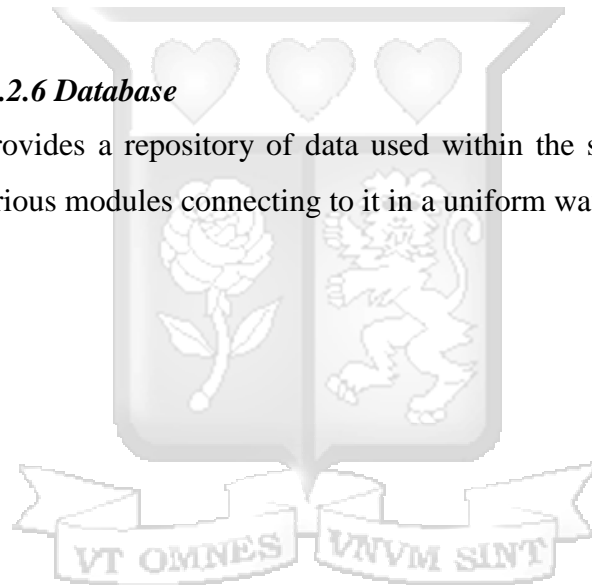 .2.6 Database
rovides a repository of data used within the s
rious modules connecting to it in a uniform wa
VT OMNES VNVM SINT